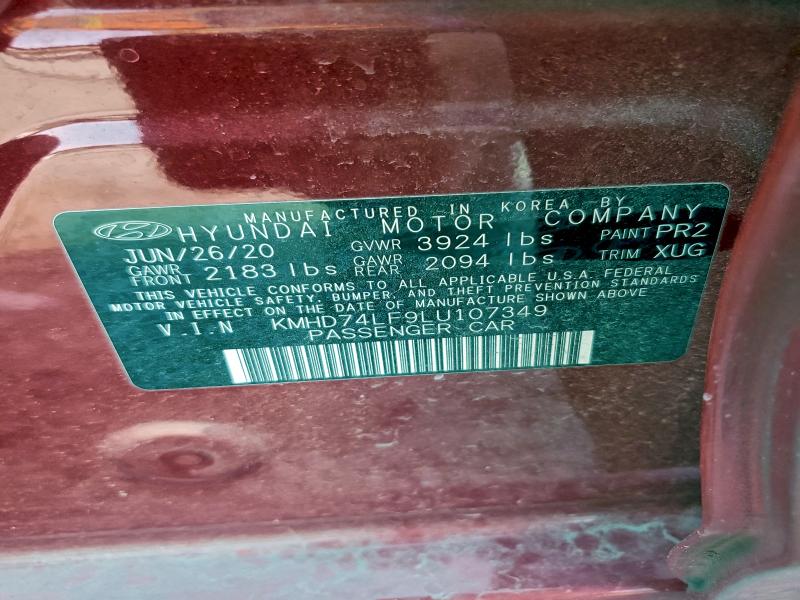 MANUFACTURED IN KOREA BY
HYUNDAI MOTOR COMPANY
JUN/26/20 GVWR 3924 lbs PAINT PR2
GAWR FRONT 2183 lbs GAWR REAR 2094 lbs TRIM XUG
THIS VEHICLE CONFORMS TO ALL APPLICABLE U.S.A. FEDERAL
MOTOR VEHICLE SAFETY, BUMPER, AND THEFT PREVENTION STANDARDS
IN EFFECT ON THE DATE OF MANUFACTURE SHOWN ABOVE
V.I.N KMHD74LF9LU107349
PASSENGER CAR